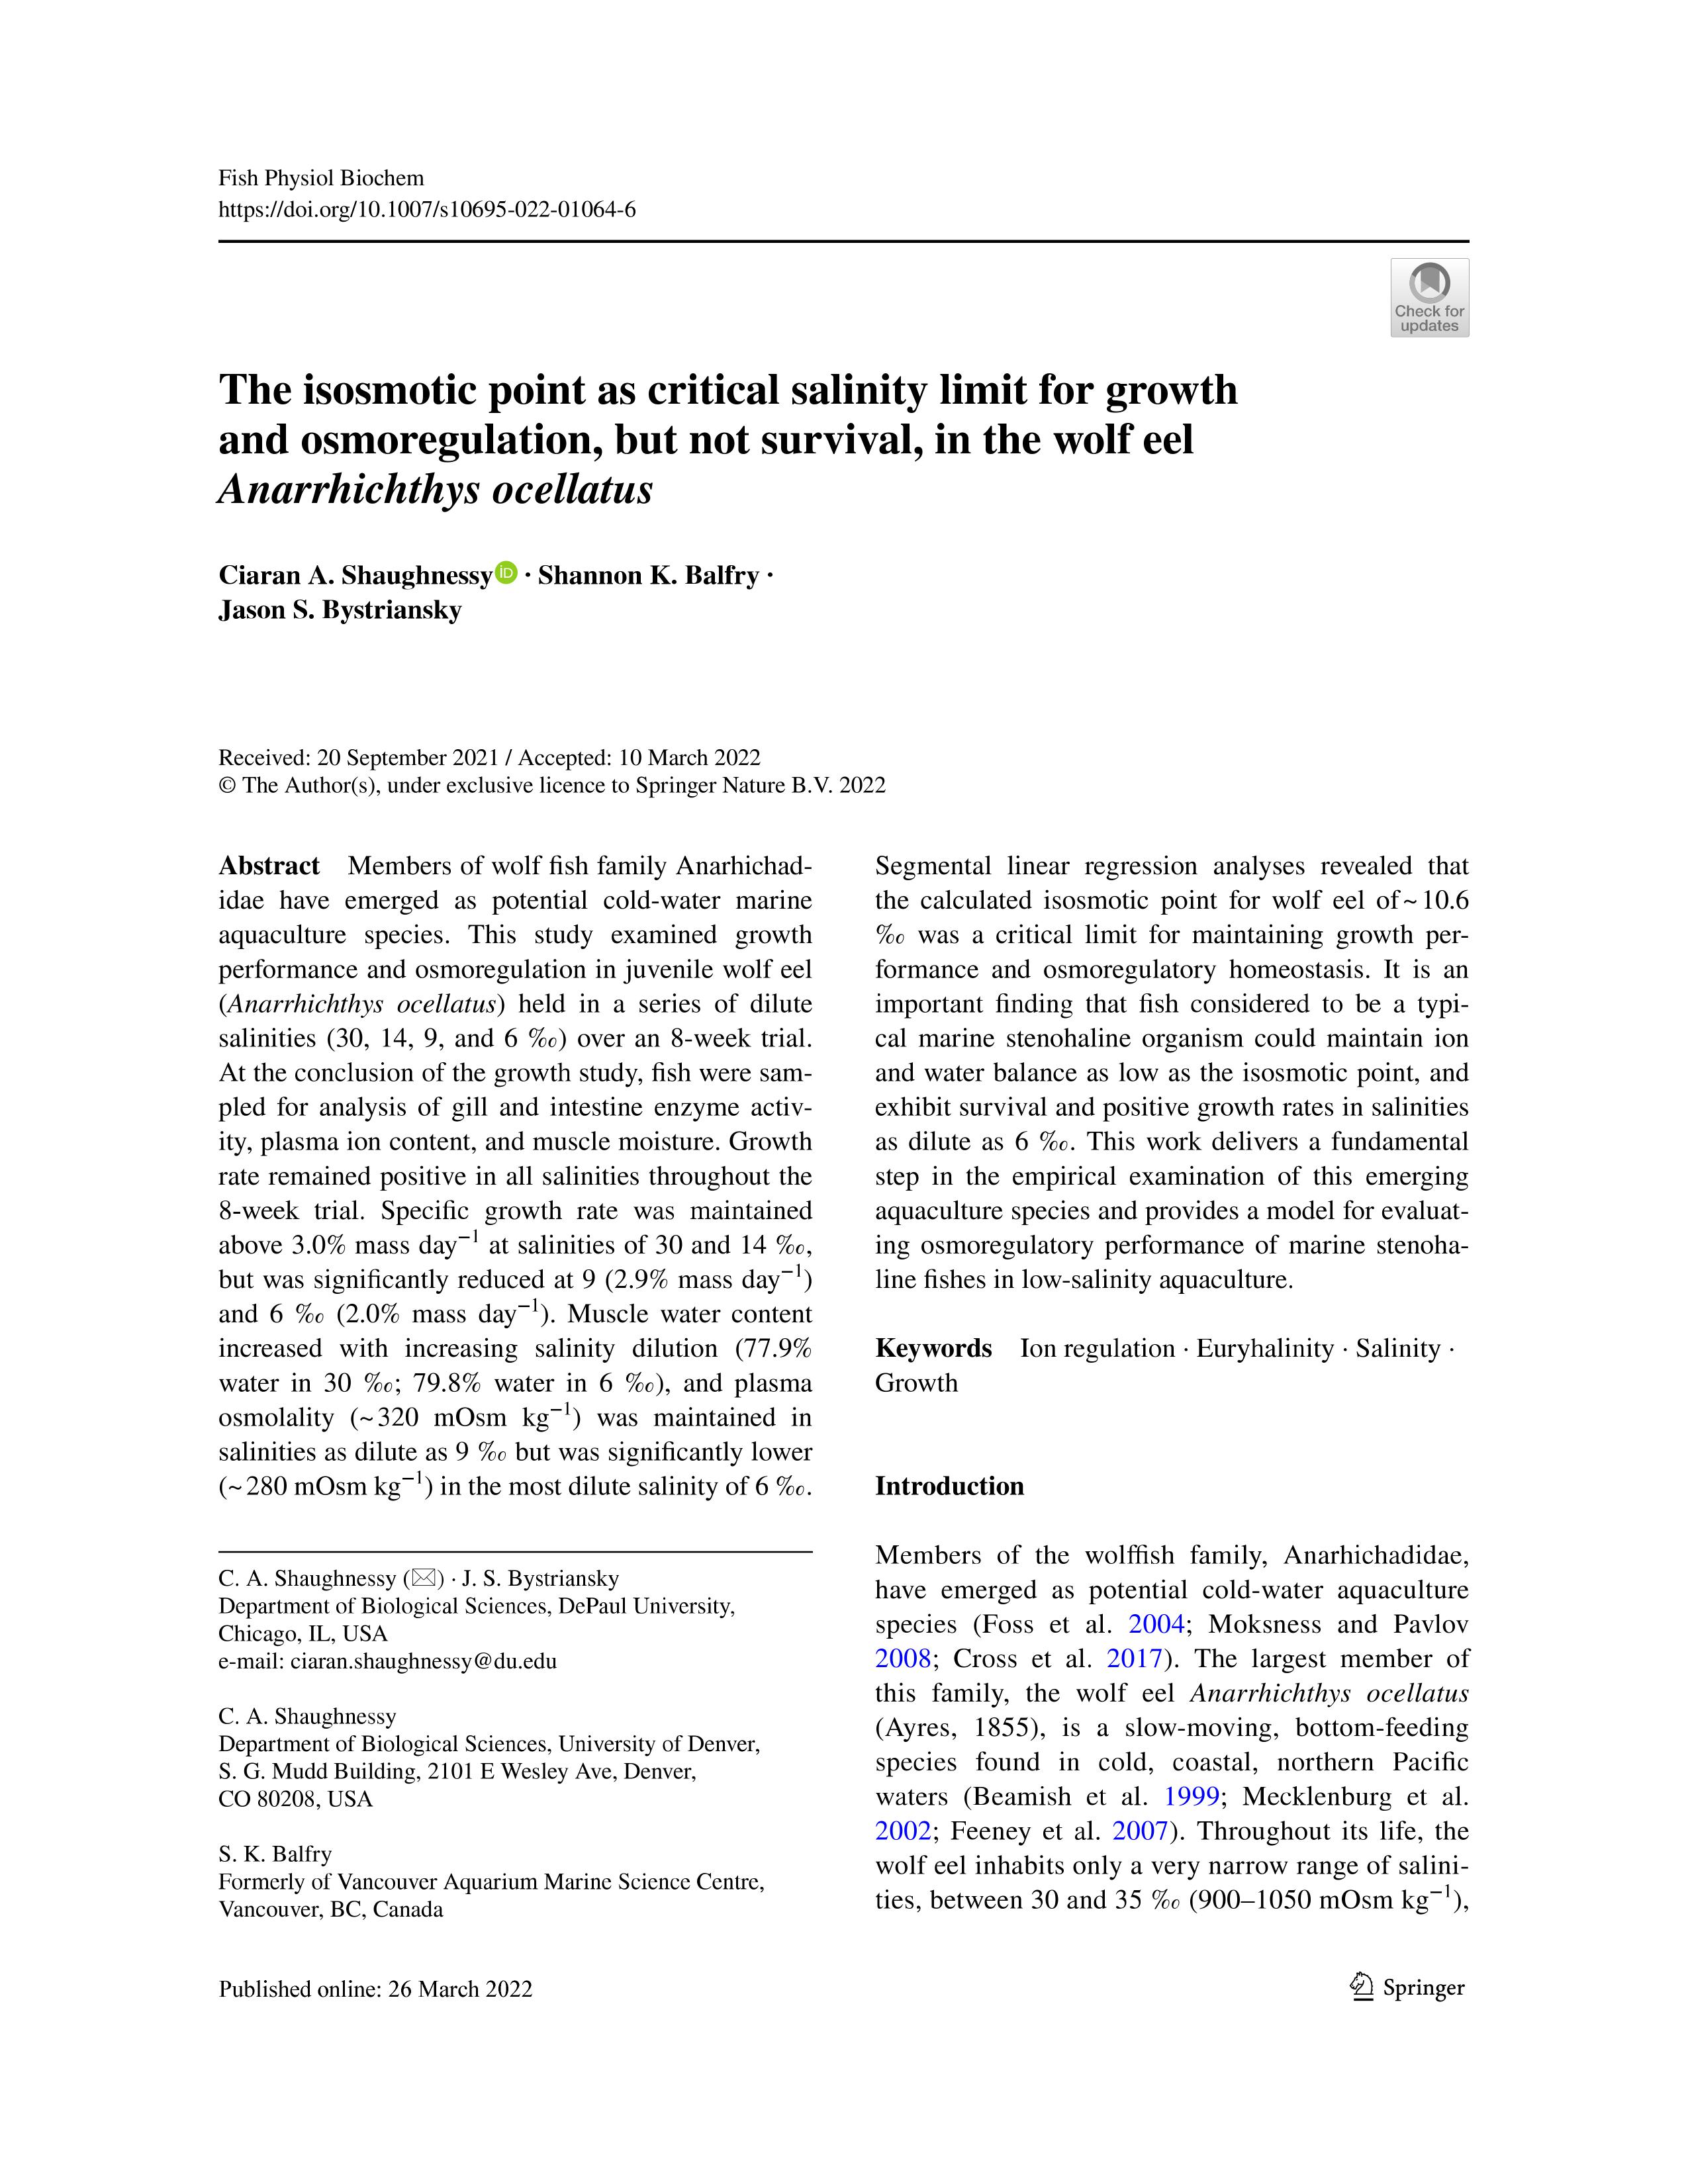 Fish Physiol Biochem
https://doi.org/10.1007/s10695-022-01064-6
Check for
updates
The isosmotic point as critical salinity limit for growth
and osmoregulation, but not survival, in the wolf eel
Anarrhichthys ocellatus
Ciaran A. Shaughnessy iD · Shannon K. Balfry ·
Jason S. Bystriansky
Received: 20 September 2021 / Accepted: 10 March 2022
© The Author(s), under exclusive licence to Springer Nature B.V. 2022
Abstract Members of wolf fish family Anarhichad-
idae have emerged as potential cold-water marine
aquaculture species. This study examined growth
performance and osmoregulation in juvenile wolf eel
(Anarrhichthys ocellatus) held in a series of dilute
salinities (30, 14, 9, and 6 ‰) over an 8-week trial.
At the conclusion of the growth study, fish were sam-
pled for analysis of gill and intestine enzyme activ-
ity, plasma ion content, and muscle moisture. Growth
rate remained positive in all salinities throughout the
8-week trial. Specific growth rate was maintained
above 3.0% mass day⁻¹ at salinities of 30 and 14 ‰,
but was significantly reduced at 9 (2.9% mass day⁻¹)
and 6 ‰ (2.0% mass day⁻¹). Muscle water content
increased with increasing salinity dilution (77.9%
water in 30 ‰; 79.8% water in 6 ‰), and plasma
osmolality (~320 mOsm kg⁻¹) was maintained in
salinities as dilute as 9 ‰ but was significantly lower
(~280 mOsm kg⁻¹) in the most dilute salinity of 6 ‰.
Segmental linear regression analyses revealed that
the calculated isosmotic point for wolf eel of ~ 10.6
‰ was a critical limit for maintaining growth per-
formance and osmoregulatory homeostasis. It is an
important finding that fish considered to be a typi-
cal marine stenohaline organism could maintain ion
and water balance as low as the isosmotic point, and
exhibit survival and positive growth rates in salinities
as dilute as 6 ‰. This work delivers a fundamental
step in the empirical examination of this emerging
aquaculture species and provides a model for evaluat-
ing osmoregulatory performance of marine stenoha-
line fishes in low-salinity aquaculture.
Keywords Ion regulation · Euryhalinity · Salinity ·
Growth
Introduction
Members of the wolffish family, Anarhichadidae,
have emerged as potential cold-water aquaculture
species (Foss et al. 2004; Moksness and Pavlov
2008; Cross et al. 2017). The largest member of
this family, the wolf eel Anarrhichthys ocellatus
(Ayres, 1855), is a slow-moving, bottom-feeding
species found in cold, coastal, northern Pacific
waters (Beamish et al. 1999; Mecklenburg et al.
2002; Feeney et al. 2007). Throughout its life, the
wolf eel inhabits only a very narrow range of salini-
ties, between 30 and 35 ‰ (900–1050 mOsm kg⁻¹),
C. A. Shaughnessy (✉) · J. S. Bystriansky
Department of Biological Sciences, DePaul University,
Chicago, IL, USA
e-mail: ciaran.shaughnessy@du.edu
C. A. Shaughnessy
Department of Biological Sciences, University of Denver,
S. G. Mudd Building, 2101 E Wesley Ave, Denver,
CO 80208, USA
S. K. Balfry
Formerly of Vancouver Aquarium Marine Science Centre,
Vancouver, BC, Canada
Published online: 26 March 2022
Springer